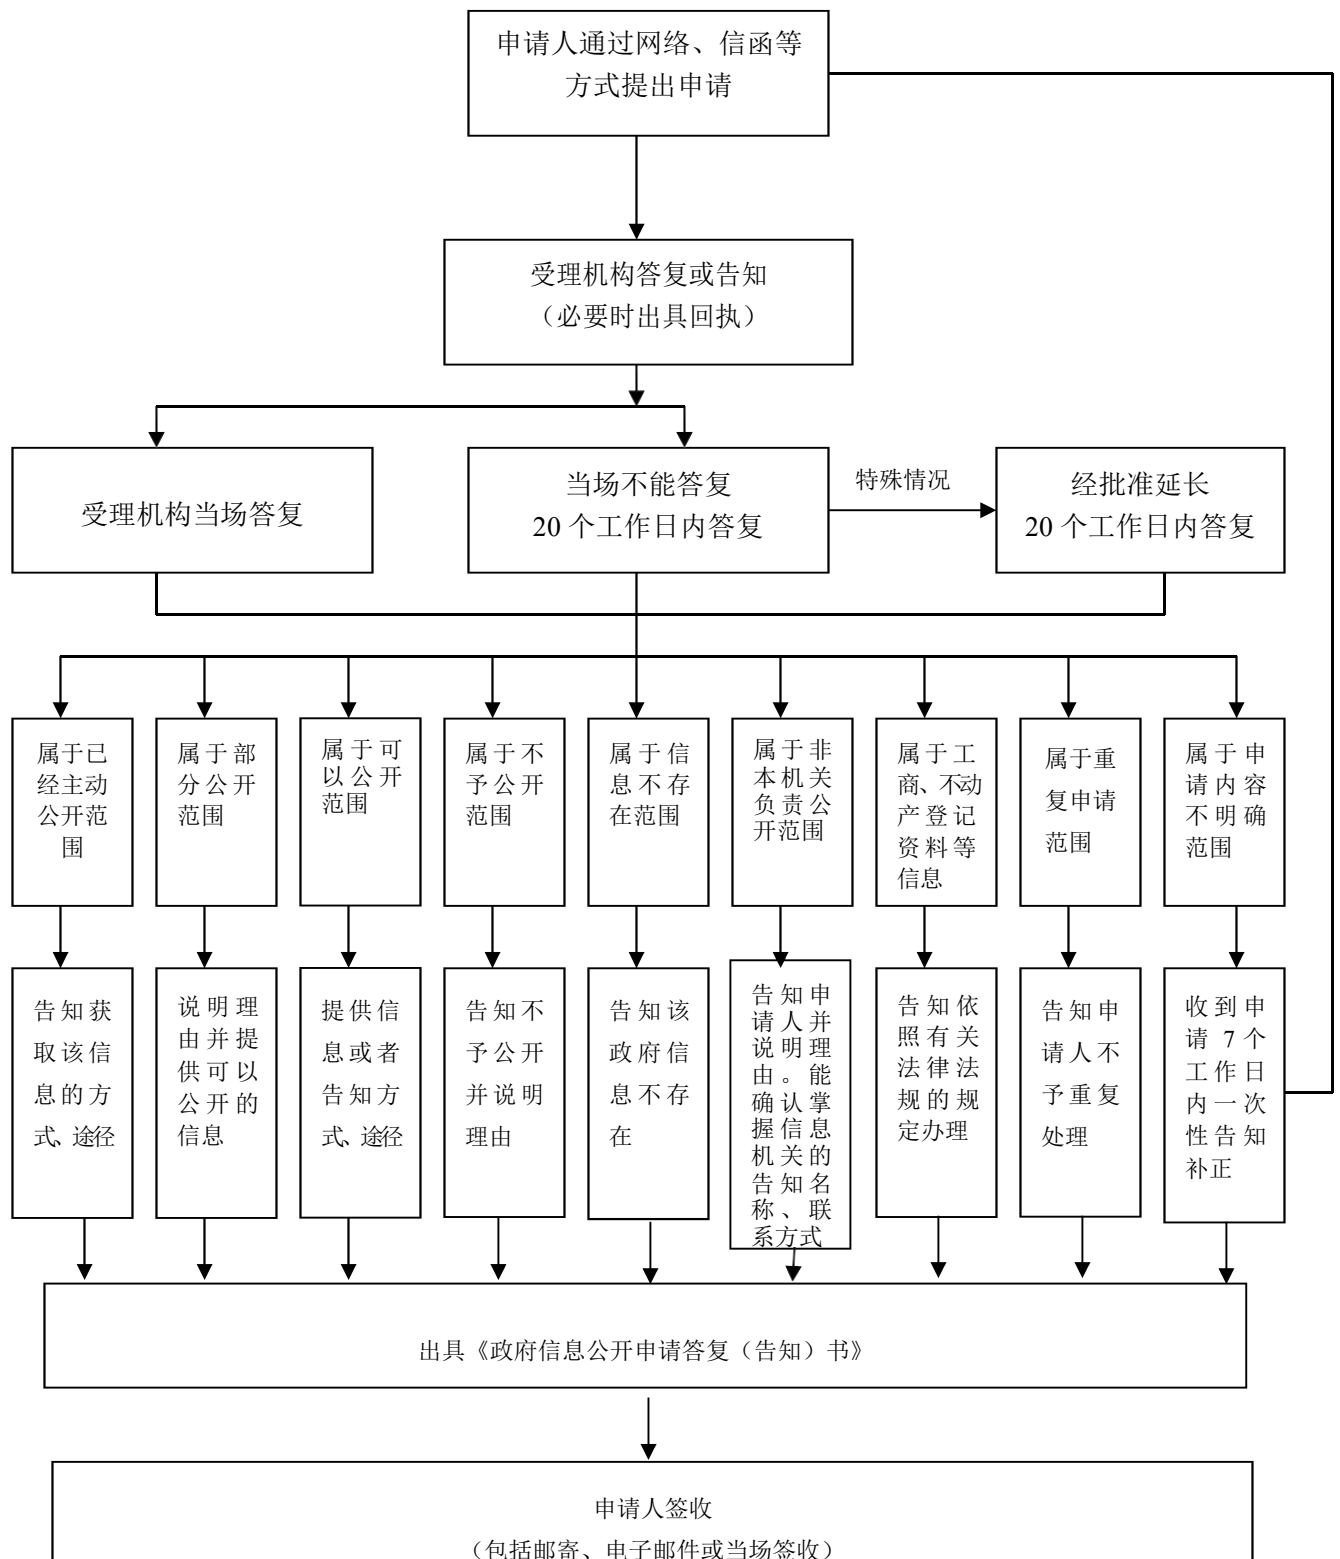 申请人通过网络、信函等
方式提出申请
受理机构答复或告知
（必要时出具回执）
受理机构当场答复
当场不能答复
20 个工作日内答复
特殊情况
经批准延长
20 个工作日内答复
属于已
经主动
公开范
围
属于部
分公开
范围
属于可
以公开
范围
属于不
予公开
范围
属于信
息不存
在范围
属于非
本机关
负责公
开范围
属于工
商、不动
产登记
资料等
信息
属于重
复申请
范围
属于申
请内容
不明确
范围
告知获
取该信
息的方
式、途径
说明理
由并提
供可以
公开的
信息
提供信
息或者
告知方
式、途径
告知不
予公开
并说明
理由
告知该
政府信
息不存
在
告知申
请人并
说明理
由。能
确认掌
握信息
机关的
告知名
称、联
系方式
告知依
照有关
法律法
规的规
定办理
告知申
请人不
予重复
处理
收到申
请 7个
工作日
内一次
性告知
补正
出具《政府信息公开申请答复（告知）书》
申请人签收
（包括邮寄、电子邮件或当场签收）